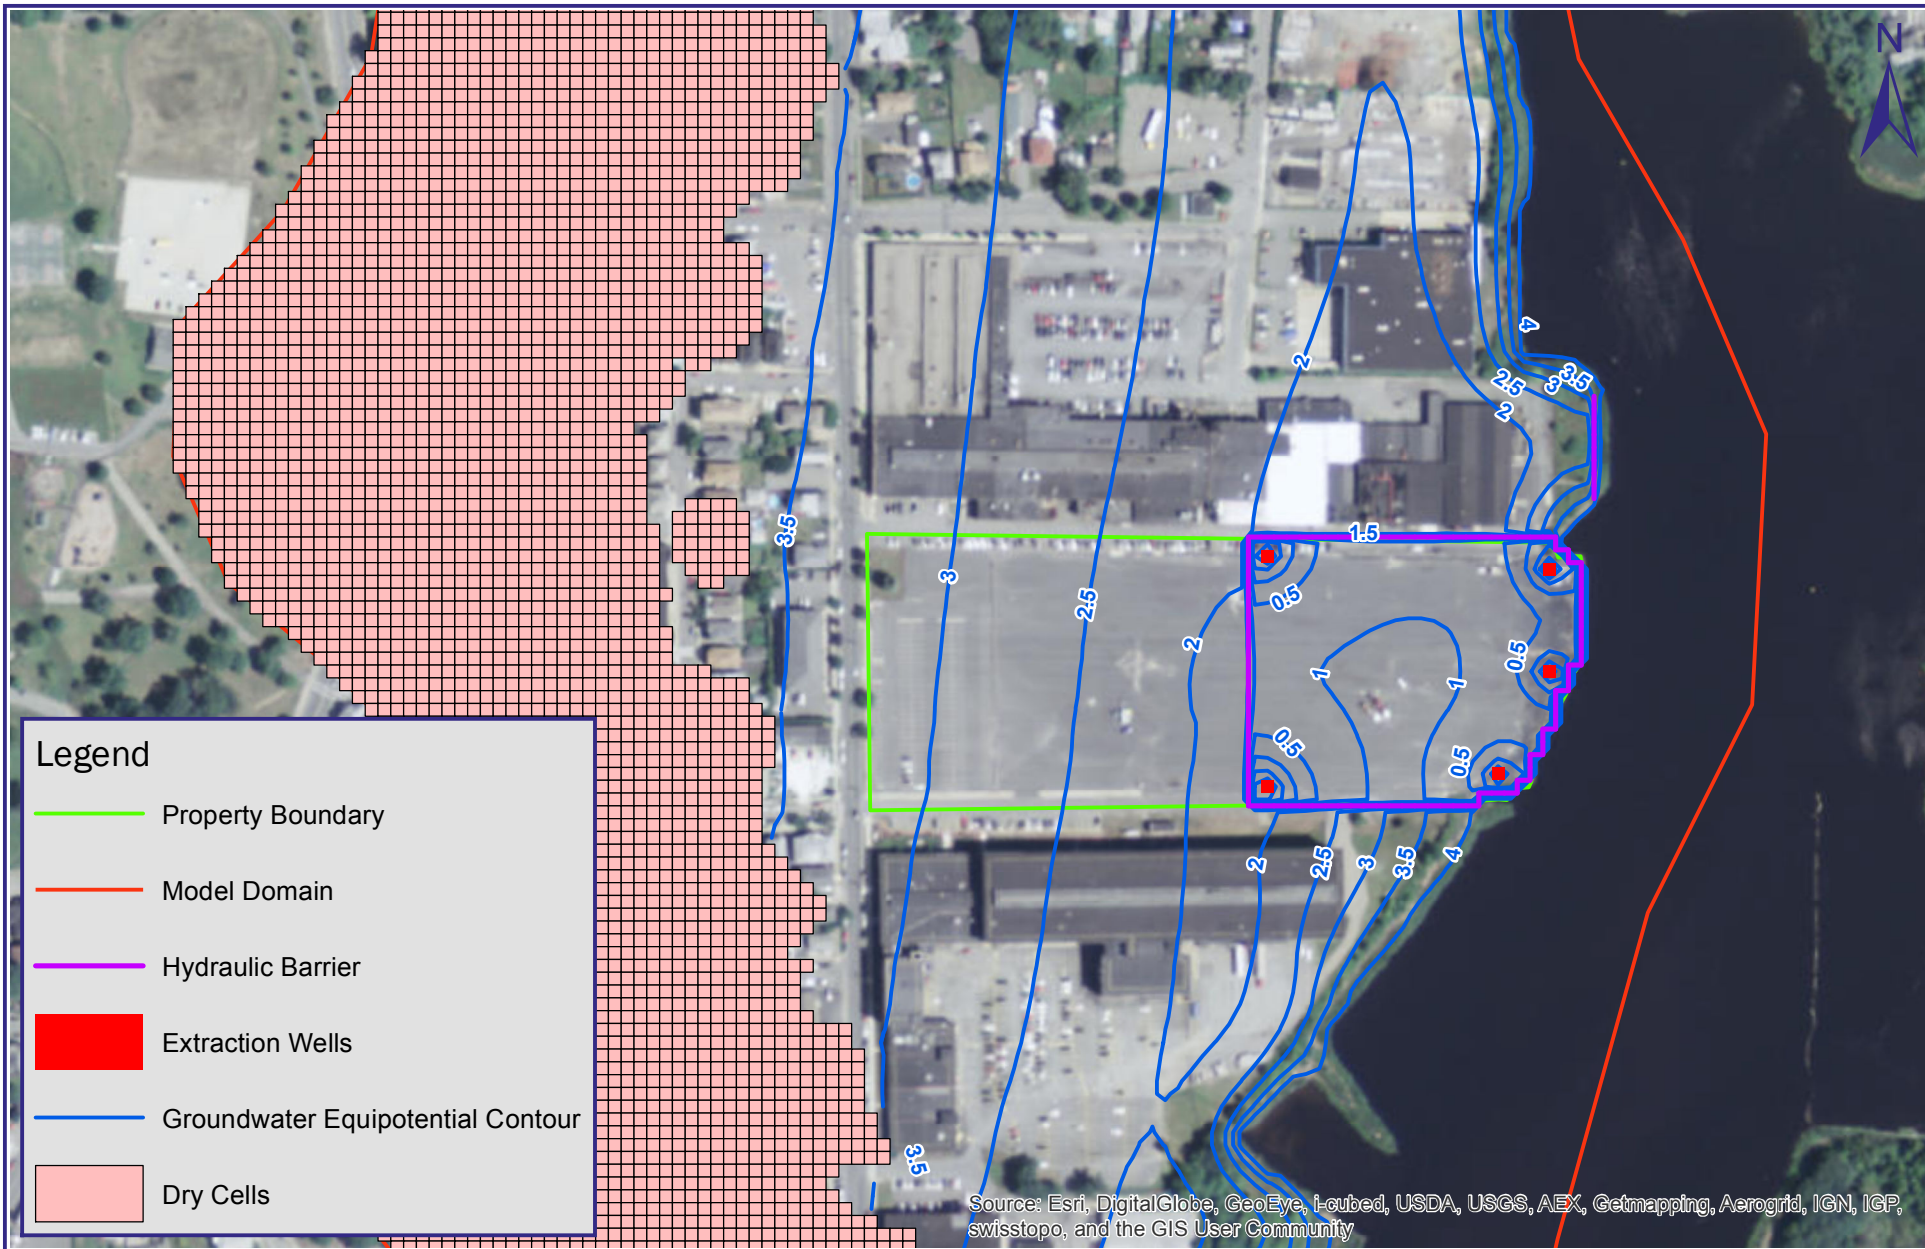 N
4
3.5
3
2.5
2
2
3.5
1.5
3
2.5
0.5
2
0.5
1
1
0.5
0.5
2
2.5
3
3.5
4
3.5
Legend
Property Boundary
Model Domain
Hydraulic Barrier
Extraction Wells
Groundwater Equipotential Contour
Dry Cells
Source: Esri, DigitalGlobe, GeoEye, i-cubed, USDA, USGS, AEX, Getmapping, Aerogrid, IGN, IGP,
swisstopo, and the GIS User Community